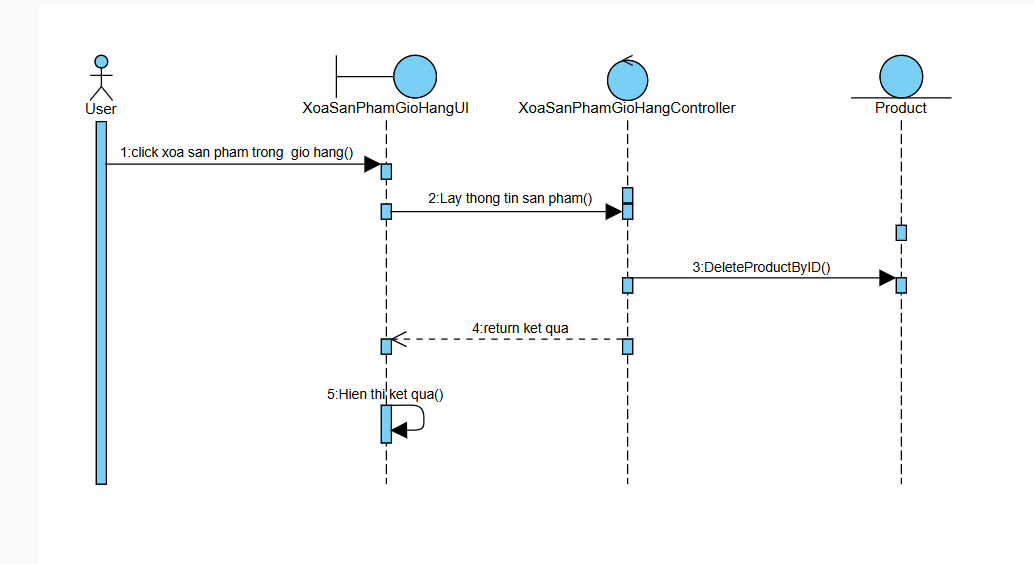 User
XoaSanPhamGioHangUI
XoaSanPhamGioHangController
Product
1:click xoa san pham trong gio hang()
2:Lay thong tin san pham()
3:DeleteProductByID()
4:return ket qua
5:Hien thi ket qua()